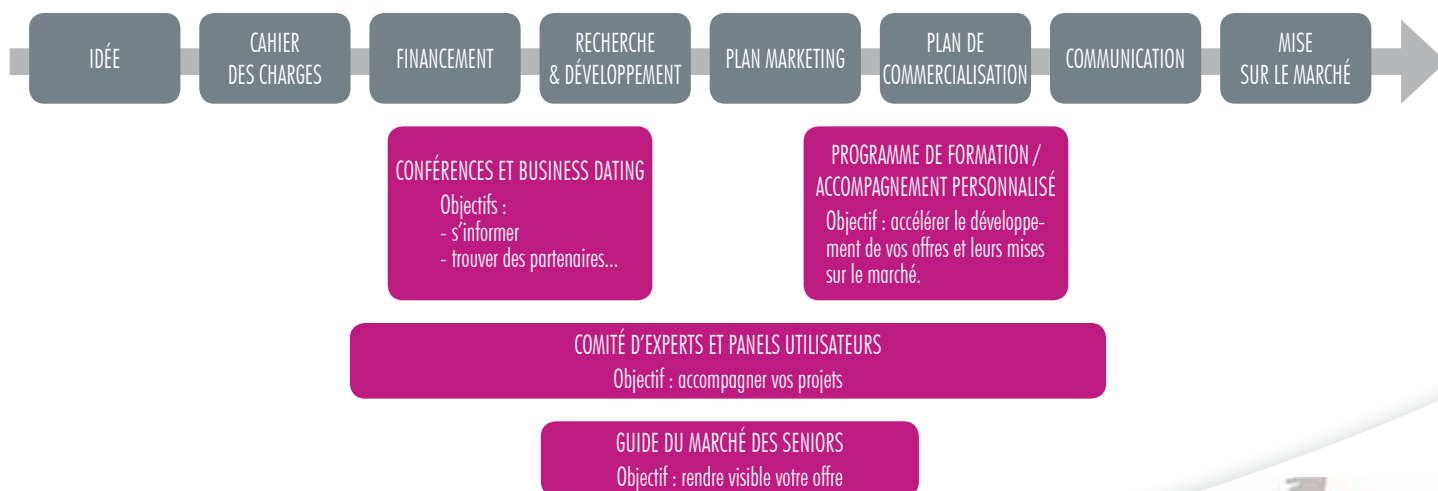 IDÉE
CAHIER
DES CHARGES
FINANCEMENT
RECHERCHE
& DÉVELOPPEMENT
PLAN MARKETING
PLAN DE
COMMERCIALISATION
COMMUNICATION
MISE
SUR LE MARCHÉ
CONFÉRENCES ET BUSINESS DATING
Objectifs :
- s’informer
- trouver des partenaires...
PROGRAMME DE FORMATION /
ACCOMPAGNEMENT PERSONNALISÉ
Objectif : accélérer le développe-
ment de vos offres et leurs mises
sur le marché.
COMITÉ D’EXPERTS ET PANELS UTILISATEURS
Objectif : accompagner vos projets
GUIDE DU MARCHÉ DES SENIORS
Objectif : rendre visible votre offre